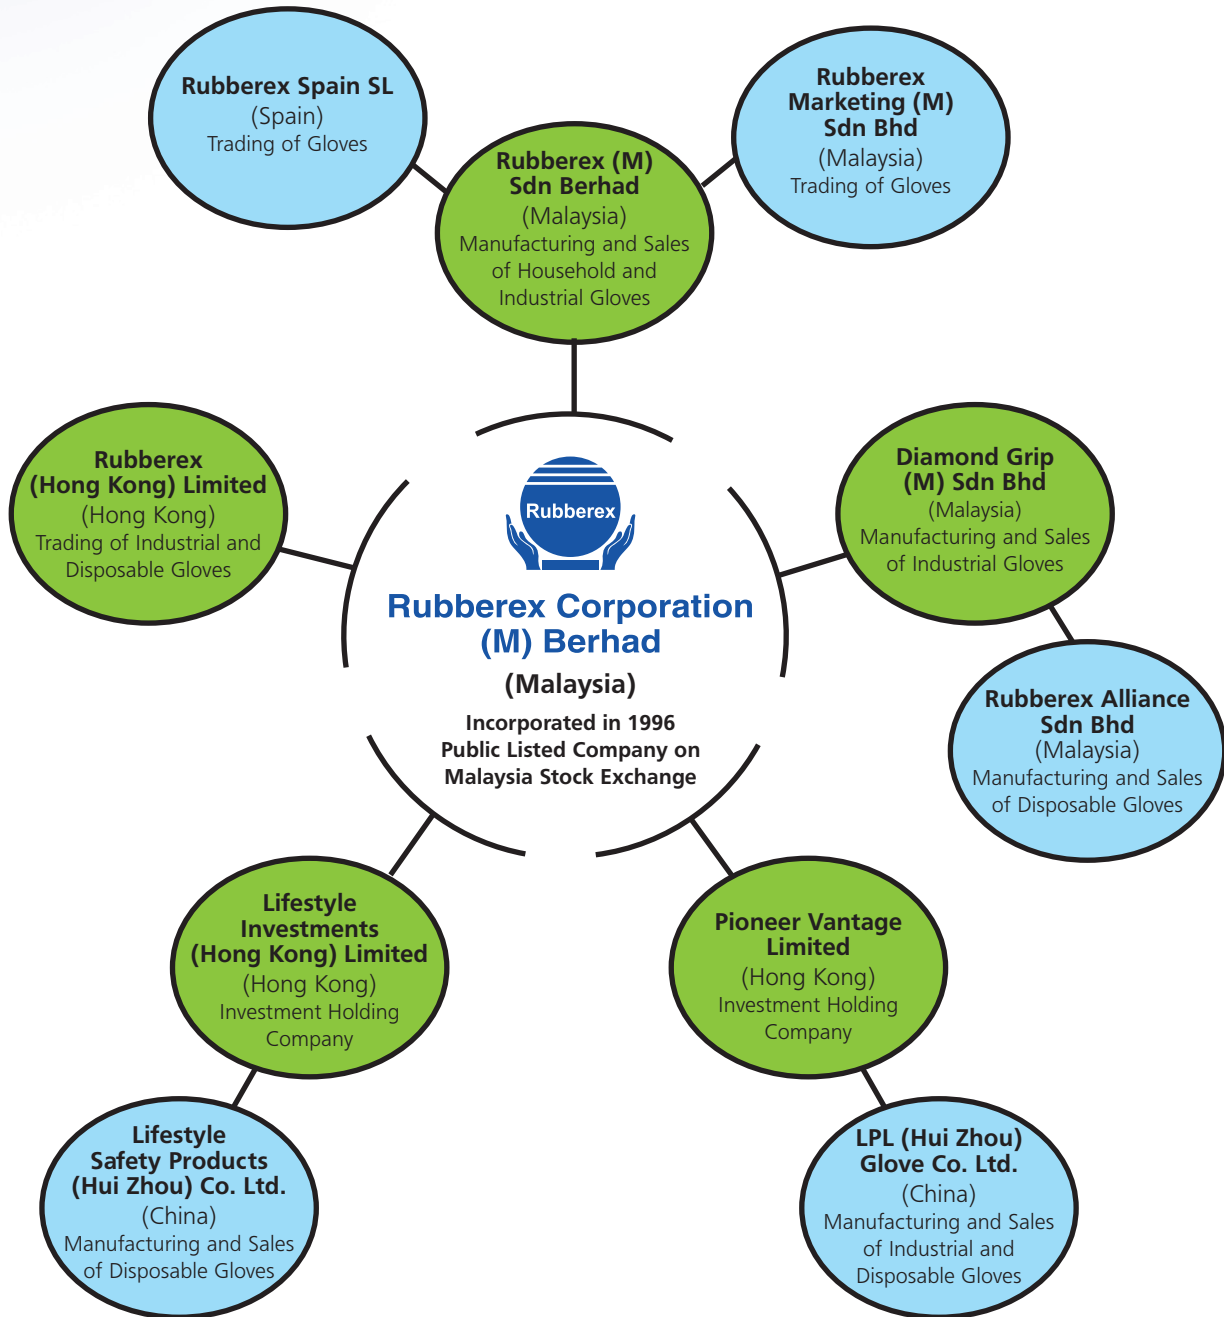 Rubberex Spain SL
(Spain)
Trading of Gloves
Rubberex
Marketing (M)
Sdn Bhd
(Malaysia)
Trading of Gloves
Rubberex (M)
Sdn Berhad
(Malaysia)
Manufacturing and Sales
of Household and
Industrial Gloves
Rubberex
(Hong Kong) Limited
(Hong Kong)
Trading of Industrial and
Disposable Gloves
Rubberex
Rubberex Corporation
(M) Berhad
(Malaysia)
Incorporated in 1996
Public Listed Company on
Malaysia Stock Exchange
Diamond Grip
(M) Sdn Bhd
(Malaysia)
Manufacturing and Sales
of Industrial Gloves
Rubberex Alliance
Sdn Bhd
(Malaysia)
Manufacturing and Sales
of Disposable Gloves
Lifestyle
Investments
(Hong Kong) Limited
(Hong Kong)
Investment Holding
Company
Pioneer Vantage
Limited
(Hong Kong)
Investment Holding
Company
Lifestyle
Safety Products
(Hui Zhou) Co. Ltd.
(China)
Manufacturing and Sales
of Disposable Gloves
LPL (Hui Zhou)
Glove Co. Ltd.
(China)
Manufacturing and Sales
of Industrial and
Disposable Gloves